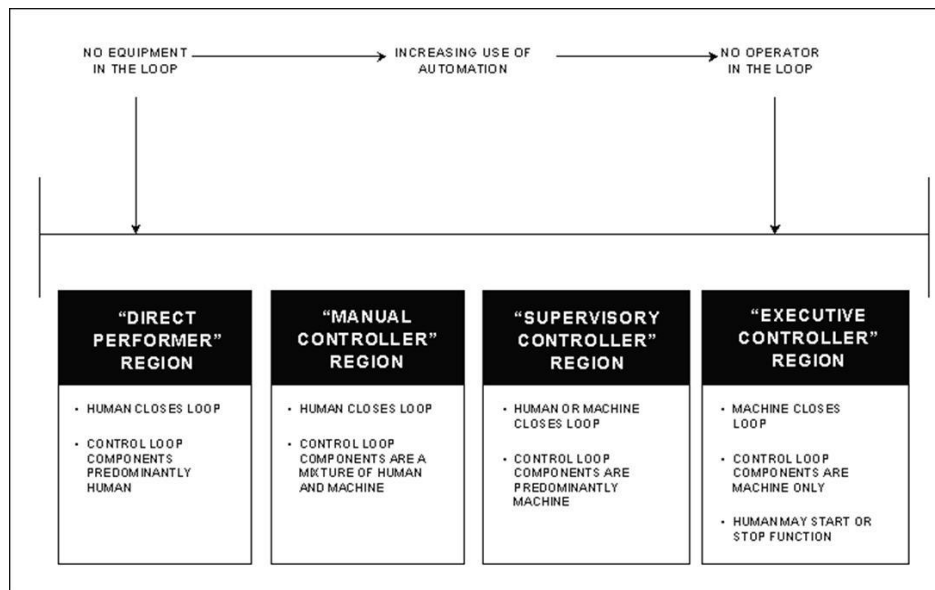 NO EQUIPMENT
IN THE LOOP
INCREASING USE OF
AUTOMATION
NO OPERATOR
IN THE LOOP
“DIRECT
PERFORMER”
REGION
• HUMAN CLOSES LOOP
• CONTROL LOOP
COMPONENTS
PREDOMINANTLY
HUMAN
“MANUAL
CONTROLLER”
REGION
• HUMAN CLOSES LOOP
• CONTROL LOOP
COMPONENTS ARE A
MIXTURE OF HUMAN
AND MACHINE
“SUPERVISORY
CONTROLLER”
REGION
• HUMAN OR MACHINE
CLOSES LOOP
• CONTROL LOOP
COMPONENTS ARE
PREDOMINANTLY
MACHINE
“EXECUTIVE
CONTROLLER”
REGION
• MACHINE CLOSES
LOOP
• CONTROL LOOP
COMPONENTS ARE
MACHINE ONLY
• HUMAN MAY START OR
STOP FUNCTION